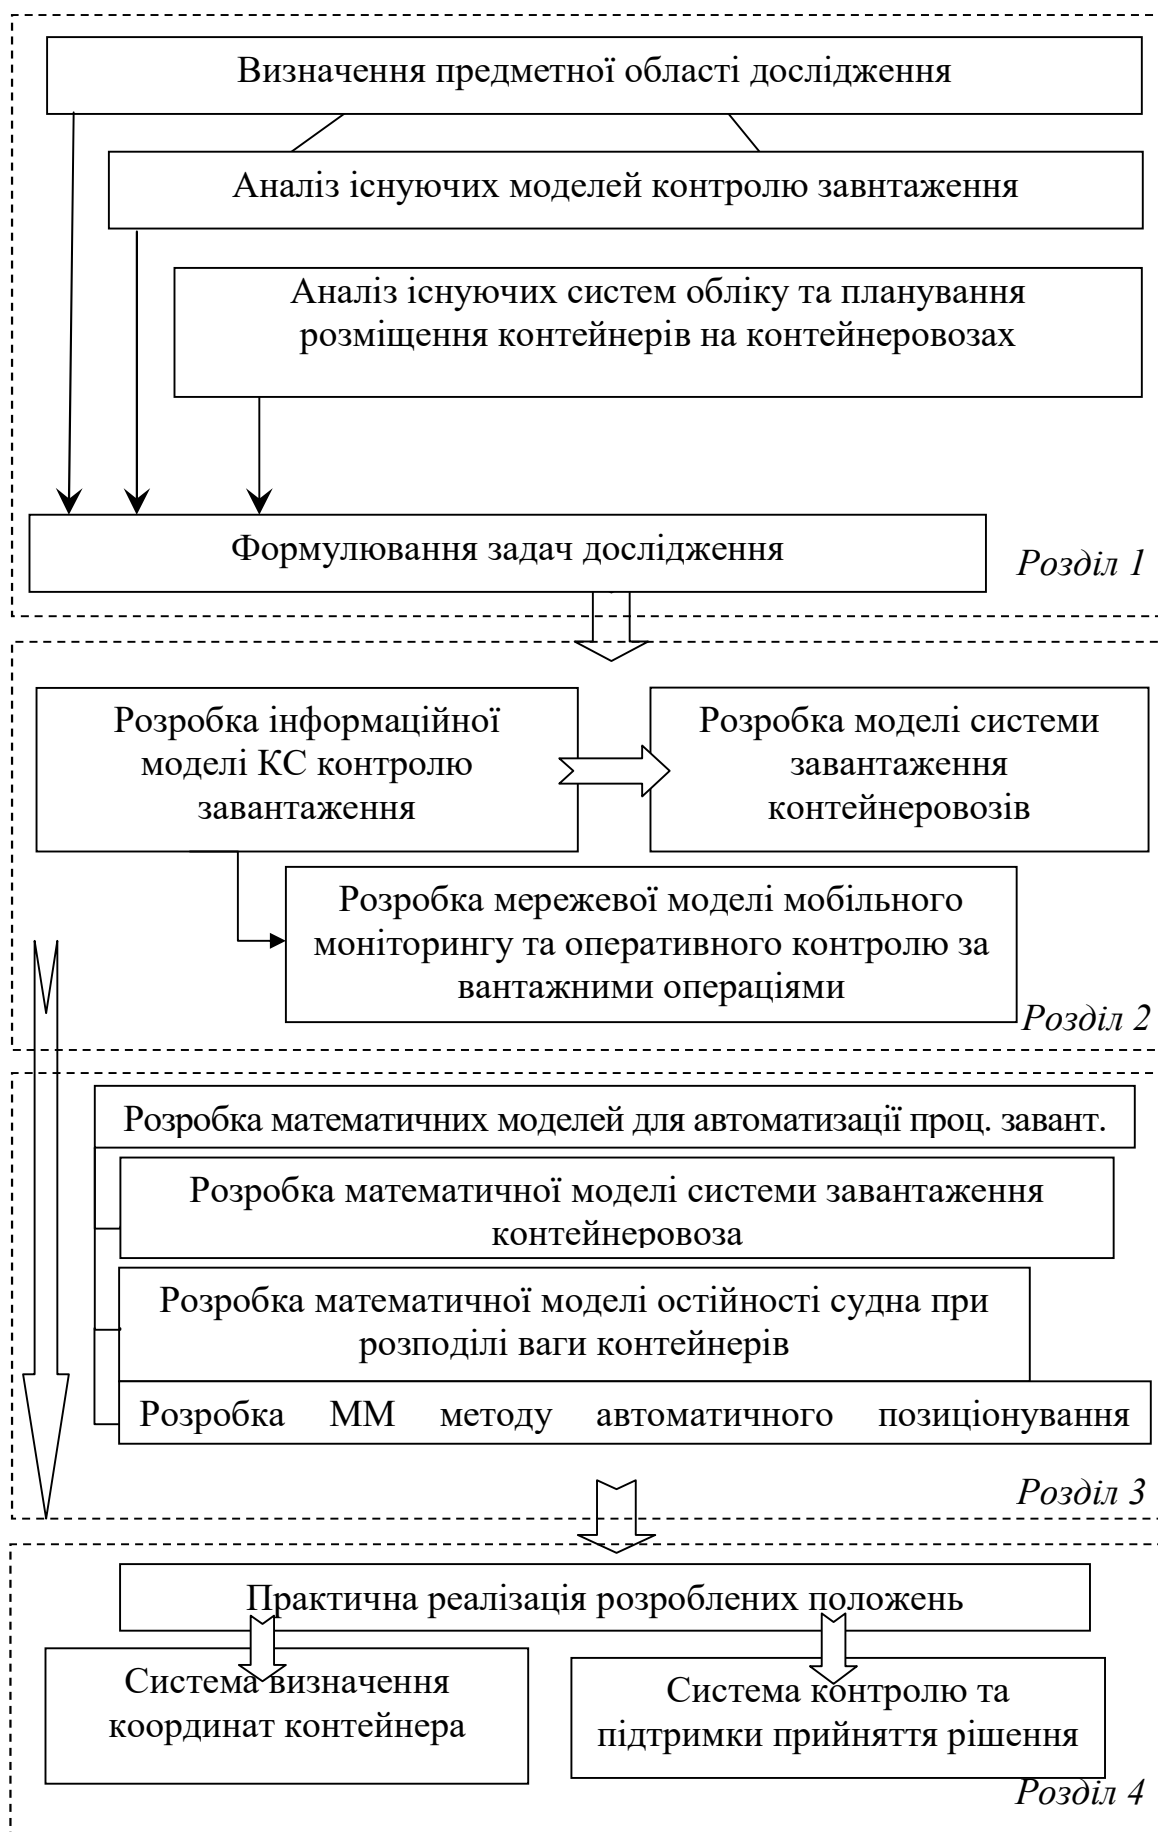 Визначення предметної області дослідження
Аналіз існуючих моделей контролю завнтаження
Аналіз існуючих систем обліку та планування
розміщення контейнерів на контейнеровозах
Формулювання задач дослідження
Розділ 1
Розробка інформаційної
моделі КС контролю
завантаження
Розробка моделі системи
завантаження
контейнеровозів
Розробка мережевої моделі мобільного
моніторингу та оперативного контролю за
вантажними операціями
Розділ 2
Розробка математичних моделей для автоматизації проц. завант.
Розробка математичної моделі системи завантаження
контейнеровоза
Розробка математичної моделі остійності судна при
розподілі ваги контейнерів
Розробка ММ методу автоматичного позиціонування
Розділ 3
Практична реалізація розроблених положень
Система визначення
координат контейнера
Система контролю та
підтримки прийняття рішення
Розділ 4